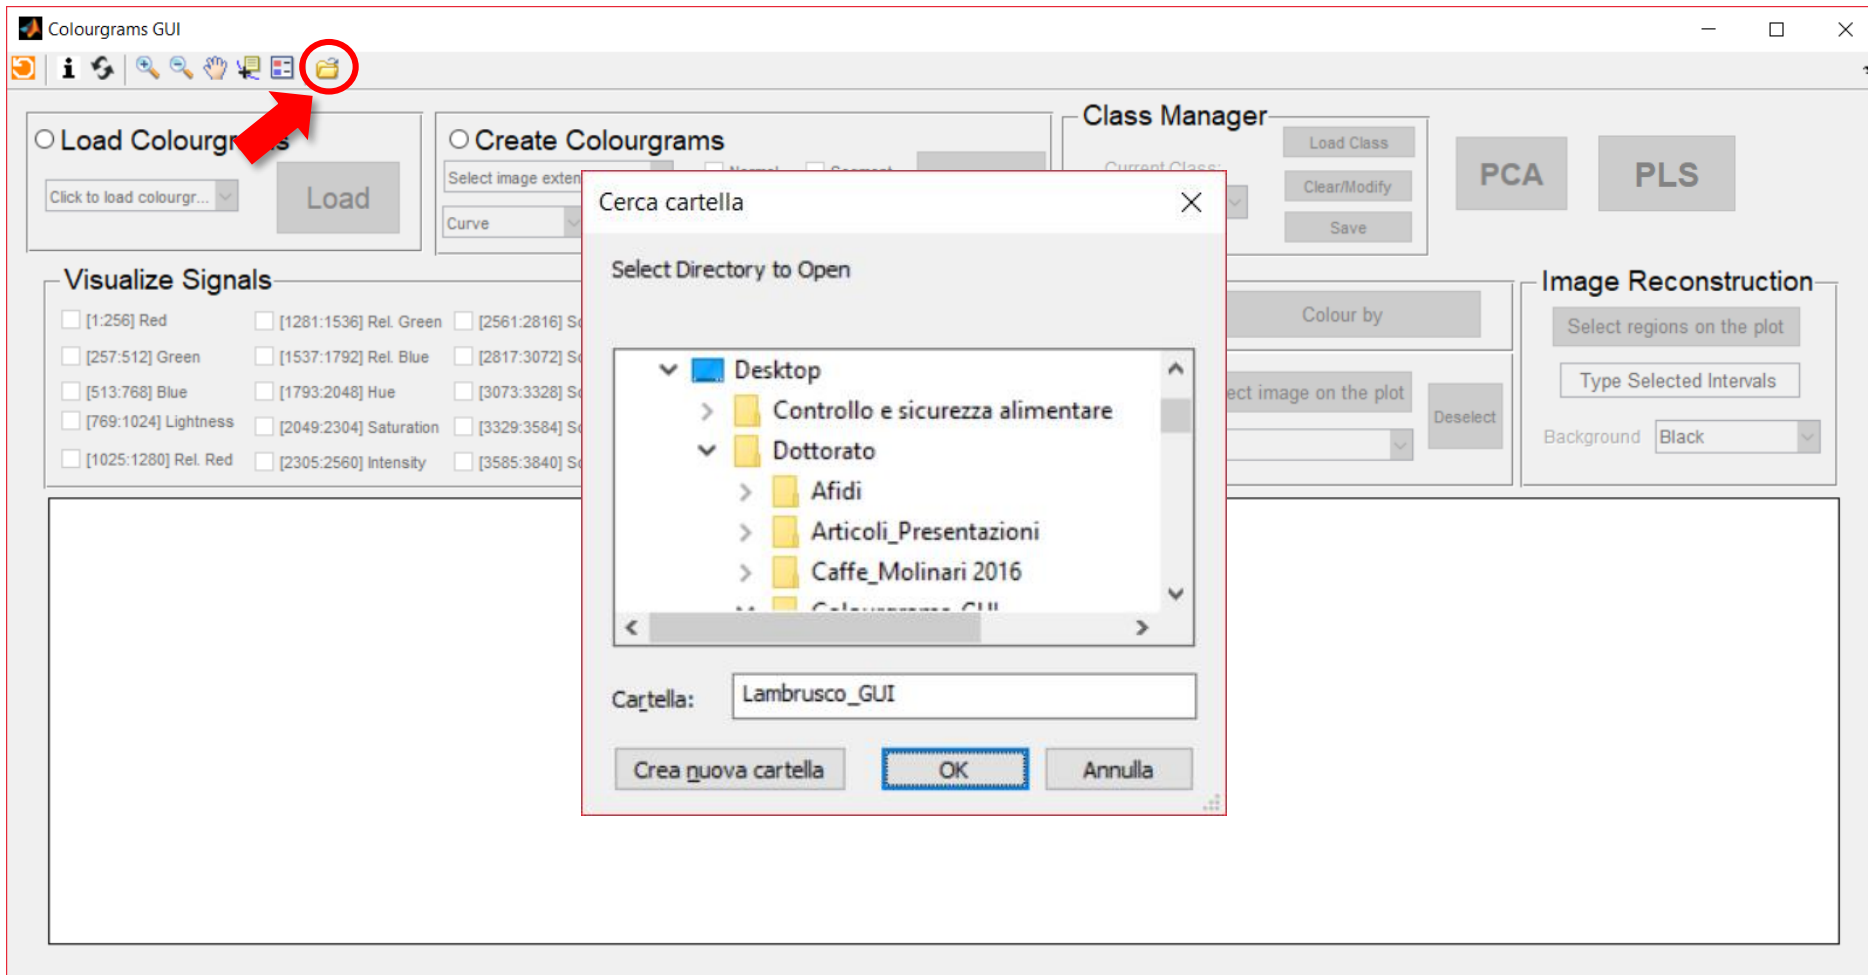 Colourgrams GUI
Load Colourgr
Click to load colourgr...
Load
Create Colourgrams
Select image exten
Curve
Class Manager
Load Class
Clear/Modify
Save
PCA
PLS
Visualize Signals
[1:256] Red
[1281:1536] Rel. Green
[2561:2816] Sc
[257:512] Green
[1537:1792] Rel. Blue
[2817:3072] Sc
[513:768] Blue
[1793:2048] Hue
[3073:3328] Sc
[769:1024] Lightness
[2049:2304] Saturation
[3329:3584] Sc
[1025:1280] Rel. Red
[2305:2560] Intensity
[3585:3840] Sc
Cerca cartella
Select Directory to Open
Desktop
Controllo e sicurezza alimentare
Dottorato
Afidi
Articoli_Presentazioni
Caffe_Molinari 2016
Cartella:
Lambrusco_GUI
Crea nuova cartella
OK
Annulla
Colour by
ect image on the plot
Deselect
Image Reconstruction
Select regions on the plot
Type Selected Intervals
Background
Black